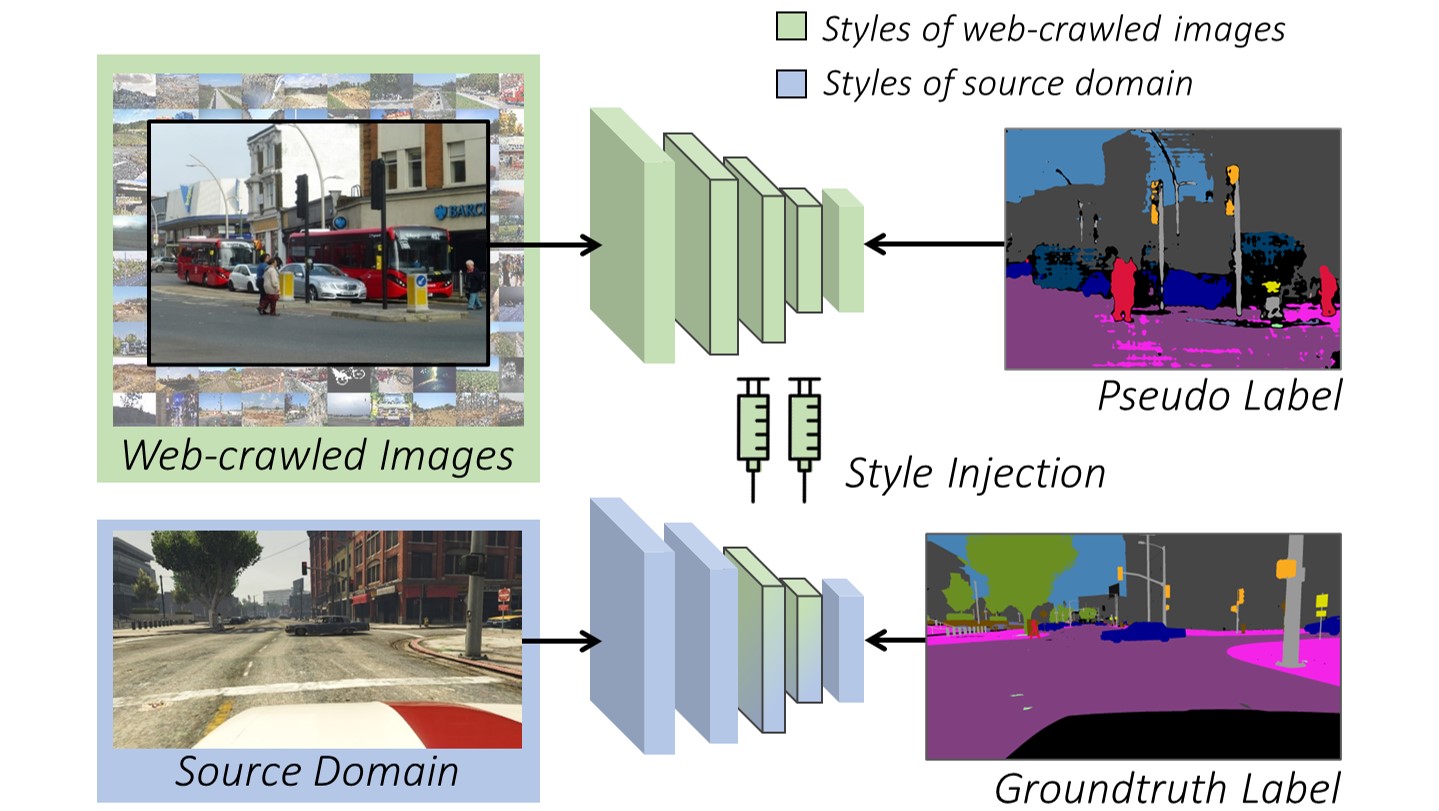 Styles of web-crawled images
Styles of source domain
BARCL
Pseudo Label
Web-crawled Images
Style Injection
Source Domain
Groundtruth Label